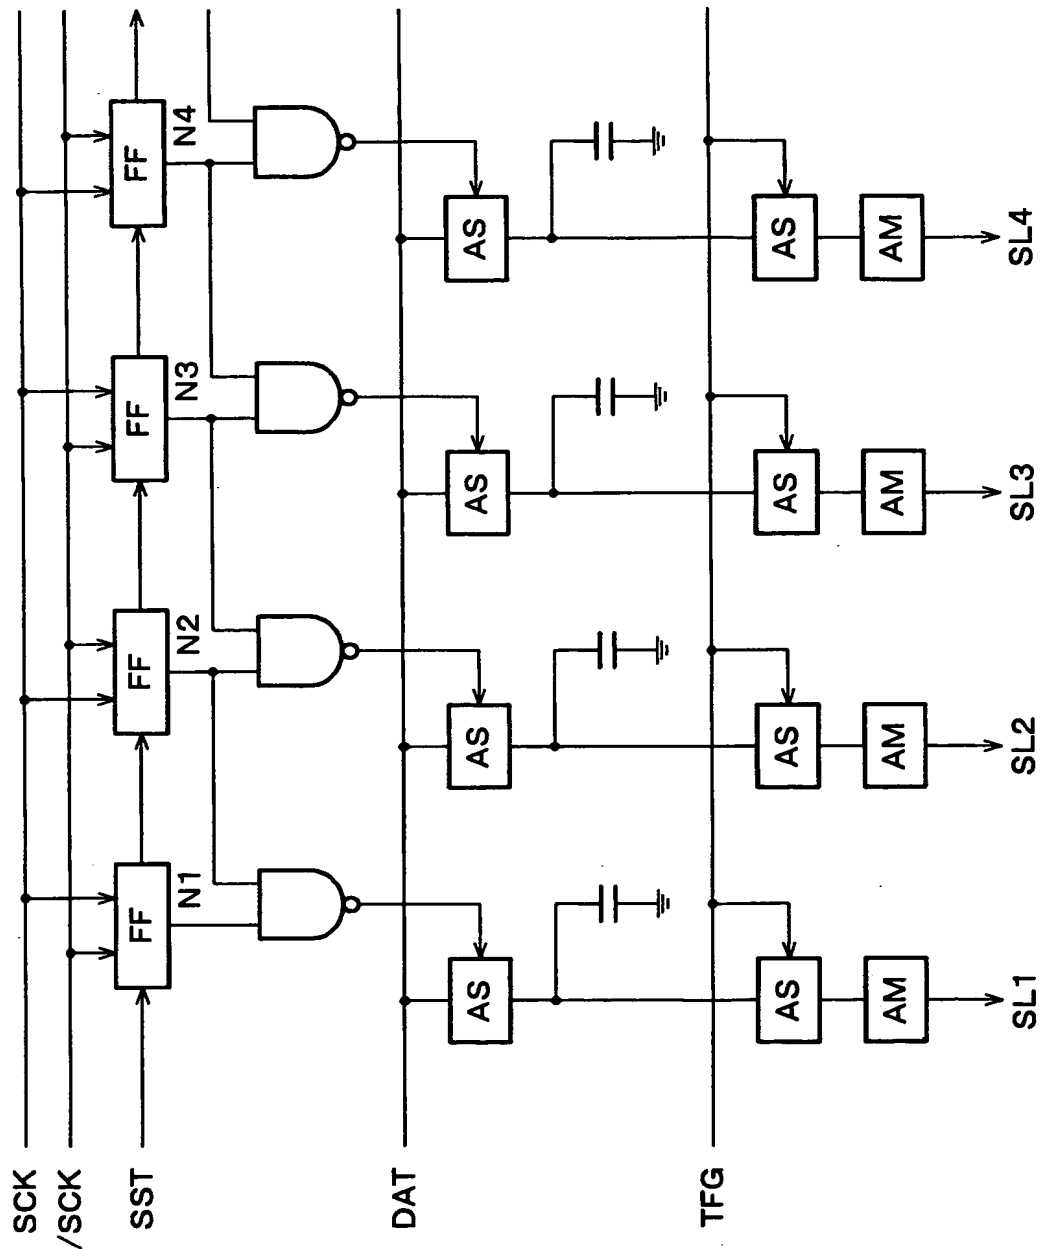 SCK
/SCK
SST
DAT
TFG
FF
FF
FF
FF
N1
N2
N3
N4
AS
AS
AS
AS
AS
AS
AS
AS
AM
AM
AM
AM
SL1
SL2
SL3
SL4